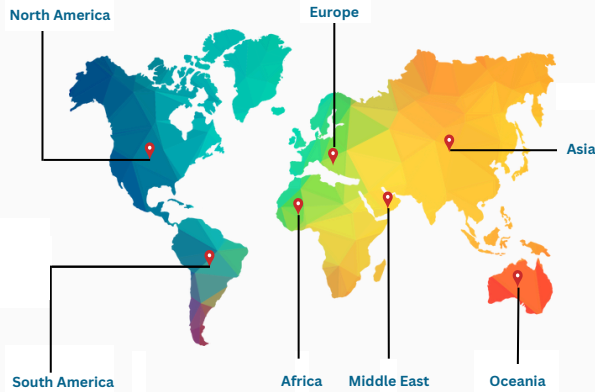 North America
Europe
Asia
South America
Africa
Middle East
Oceania